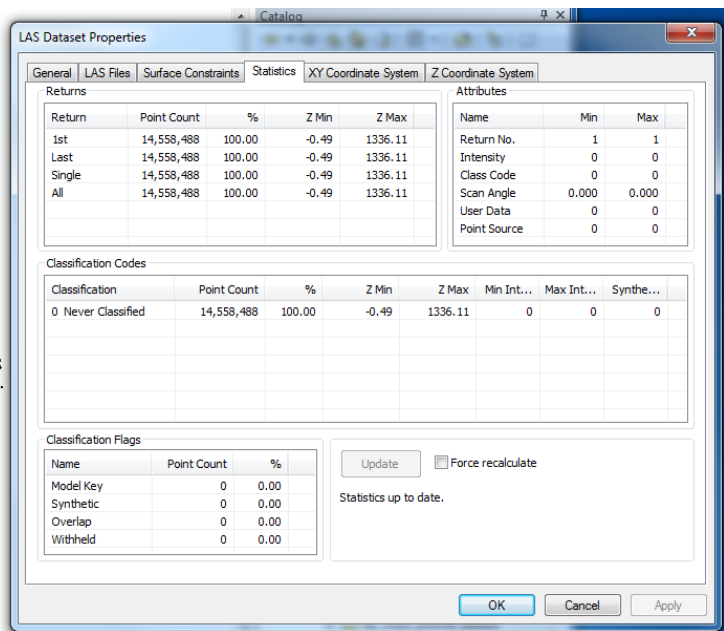 Catalog
LAS Dataset Properties
General LAS Files Surface Constraints Statistics XY Coordinate System Z Coordinate System
Returns
Return Point Count % Z Min Z Max
1st 14,558,488 100.00 -0.49 1336.11
Last 14,558,488 100.00 -0.49 1336.11
Single 14,558,488 100.00 -0.49 1336.11
All 14,558,488 100.00 -0.49 1336.11
Attributes
Name Min Max
Return No. 1 1
Intensity 0 0
Class Code 0 0
Scan Angle 0.000 0.000
User Data 0 0
Point Source 0 0
Classification Codes
Classification Point Count % Z Min Z Max Min Int... Max Int... Synthe...
0 Never Classified 14,558,488 100.00 -0.49 1336.11 0 0 0
Classification Flags
Name Point Count %
Model Key 0 0.00
Synthetic 0 0.00
Overlap 0 0.00
Withheld 0 0.00
Update Force recalculate
Statistics up to date.
OK Cancel Apply